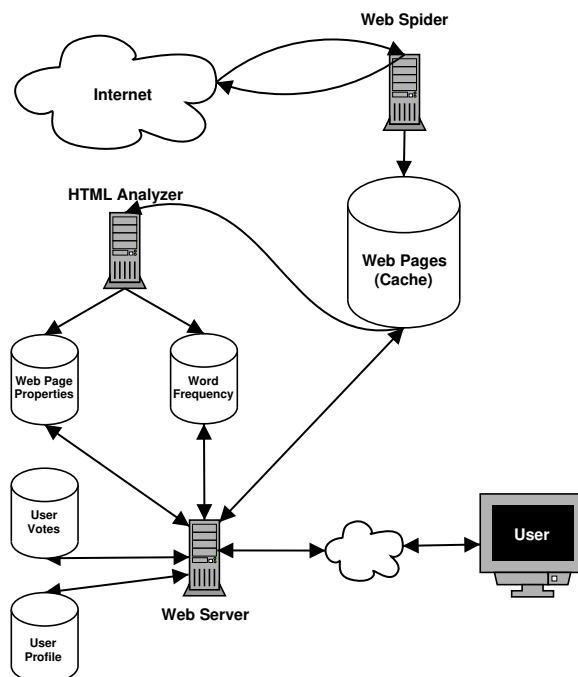 Web Spider
Internet
HTML Analyzer
Web Pages
(Cache)
Web Page
Properties
Word
Frequency
User
Votes
User
Web Server
User
Profile